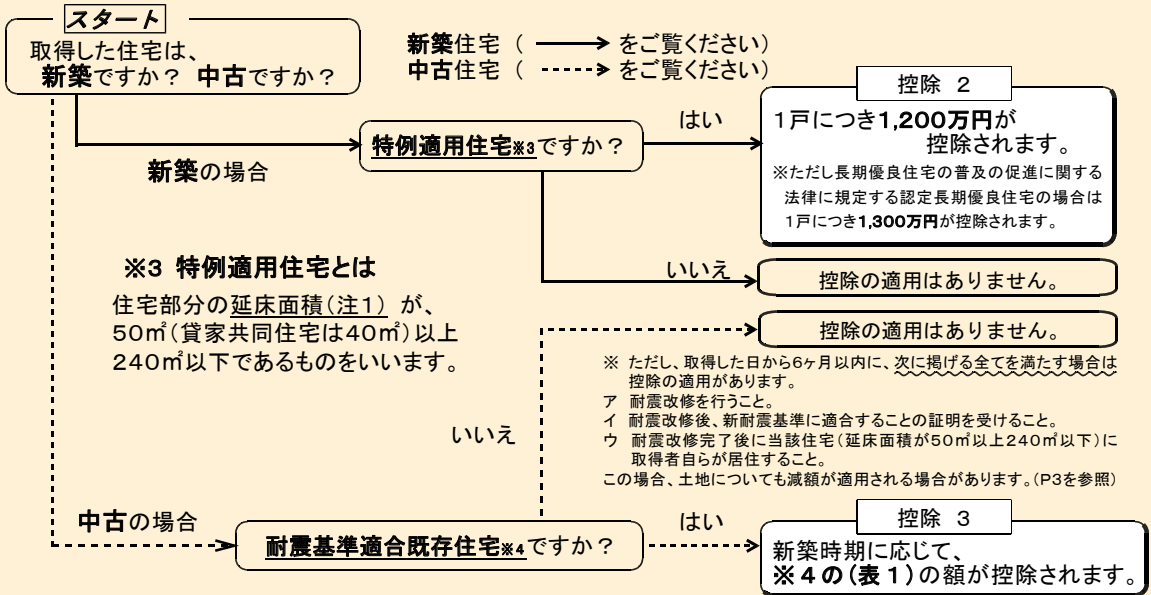 スタート
取得した住宅は、
新築ですか? 中古ですか?
新築住宅 ( をご覧ください)
中古住宅 ( をご覧ください)
新築の場合
特例適用住宅※3ですか?
はい
控除 2
1戸につき1,200万円が
控除されます。
※ただし長期優良住宅の普及の促進に関する
法律に規定する認定長期優良住宅の場合は
1戸につき1,300万円が控除されます。
いいえ
控除の適用はありません。
※3 特例適用住宅とは
住宅部分の延床面積(注1) が、
50㎡(貸家共同住宅は40㎡)以上
240㎡以下であるものをいいます。
控除の適用はありません。
※ ただし、取得した日から6ヶ月以内に、次に掲げる全てを満たす場合は
控除の適用があります。
ア 耐震改修を行うこと。
イ 耐震改修後、新耐震基準に適合することの証明を受けること。
ウ 耐震改修完了後に当該住宅(延床面積が50㎡以上240㎡以下)に
取得者自らが居住すること。
この場合、土地についても減額が適用される場合があります。(P3を参照)
いいえ
中古の場合
耐震基準適合既存住宅※4ですか?
はい
控除 3
新築時期に応じて、
※4の(表1)の額が控除されます。